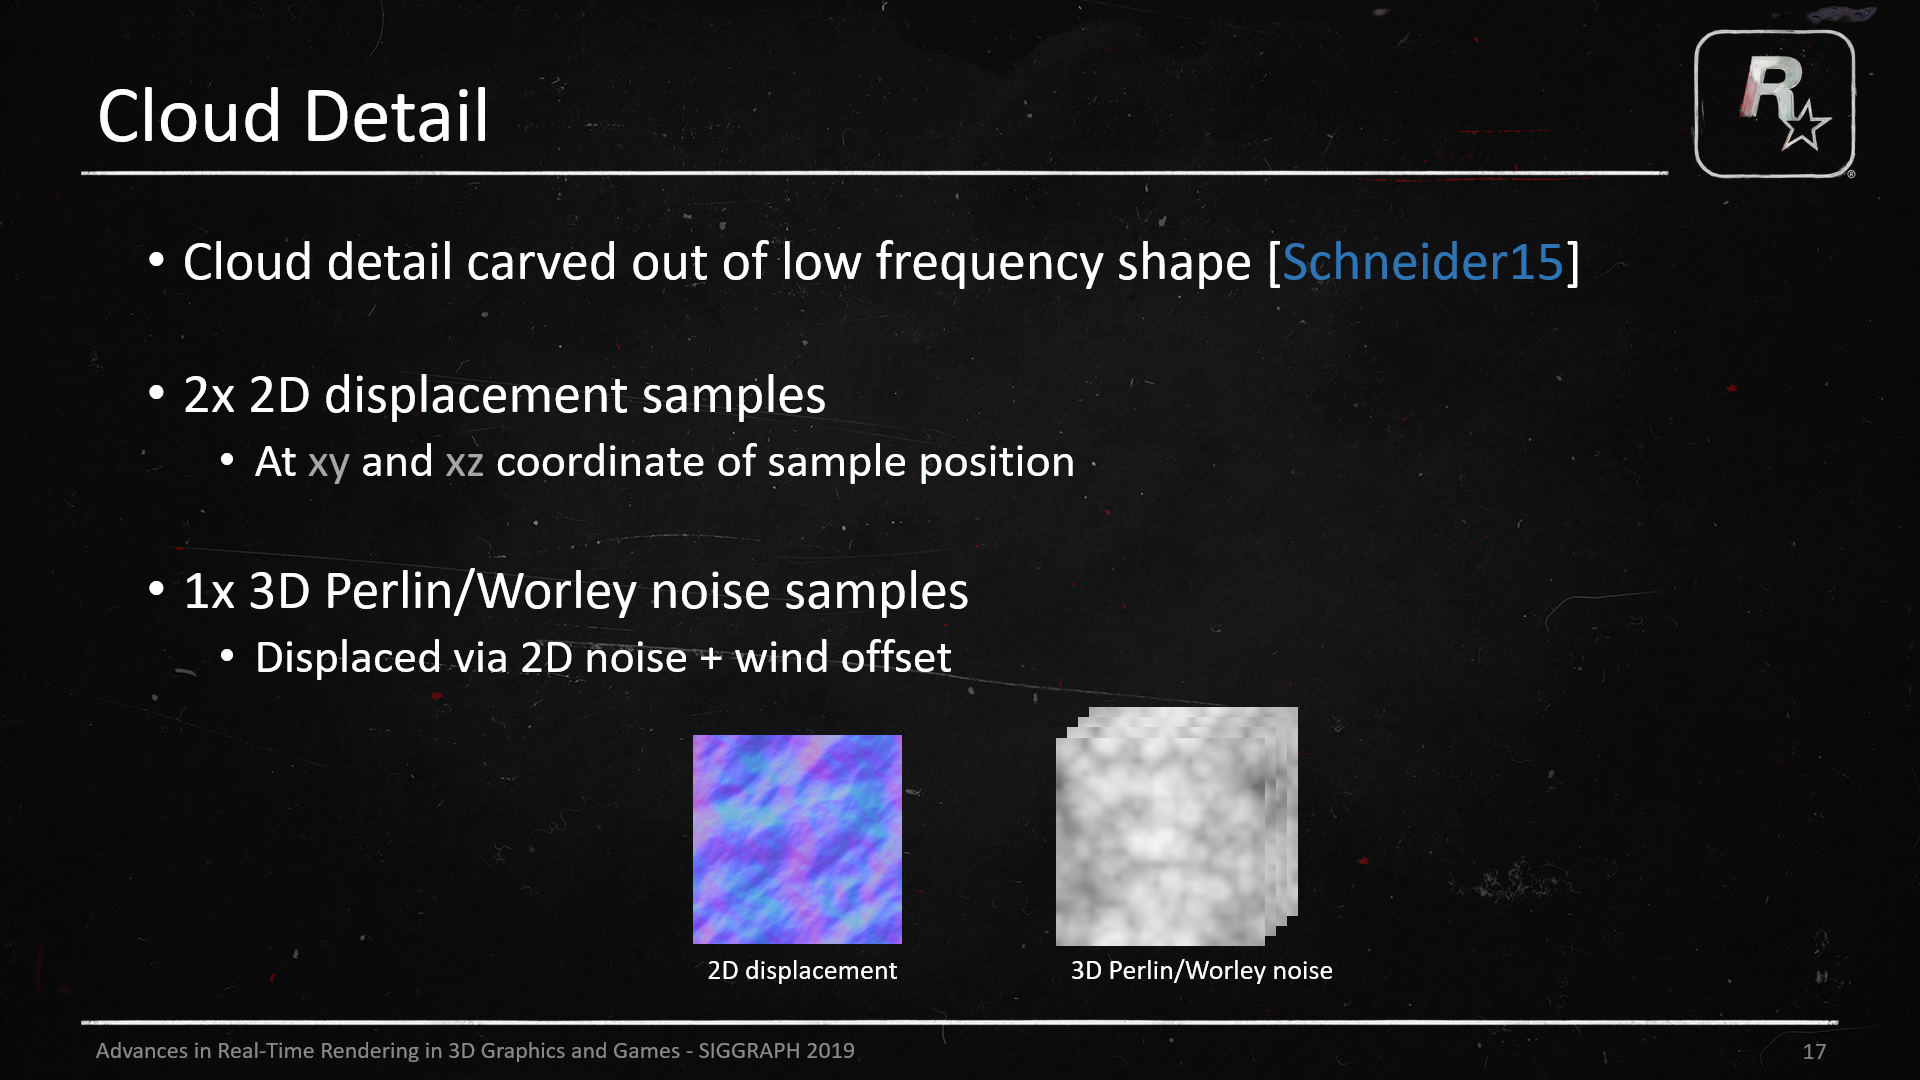 Cloud Detail
R
®
• Cloud detail carved out of low frequency shape [Schneider15]
• 2x 2D displacement samples
• At xy and xz coordinate of sample position
• 1x 3D Perlin/Worley noise samples
• Displaced via 2D noise + wind offset
2D displacement
3D Perlin/Worley noise
Advances in Real-Time Rendering in 3D Graphics and Games - SIGGRAPH 2019
17